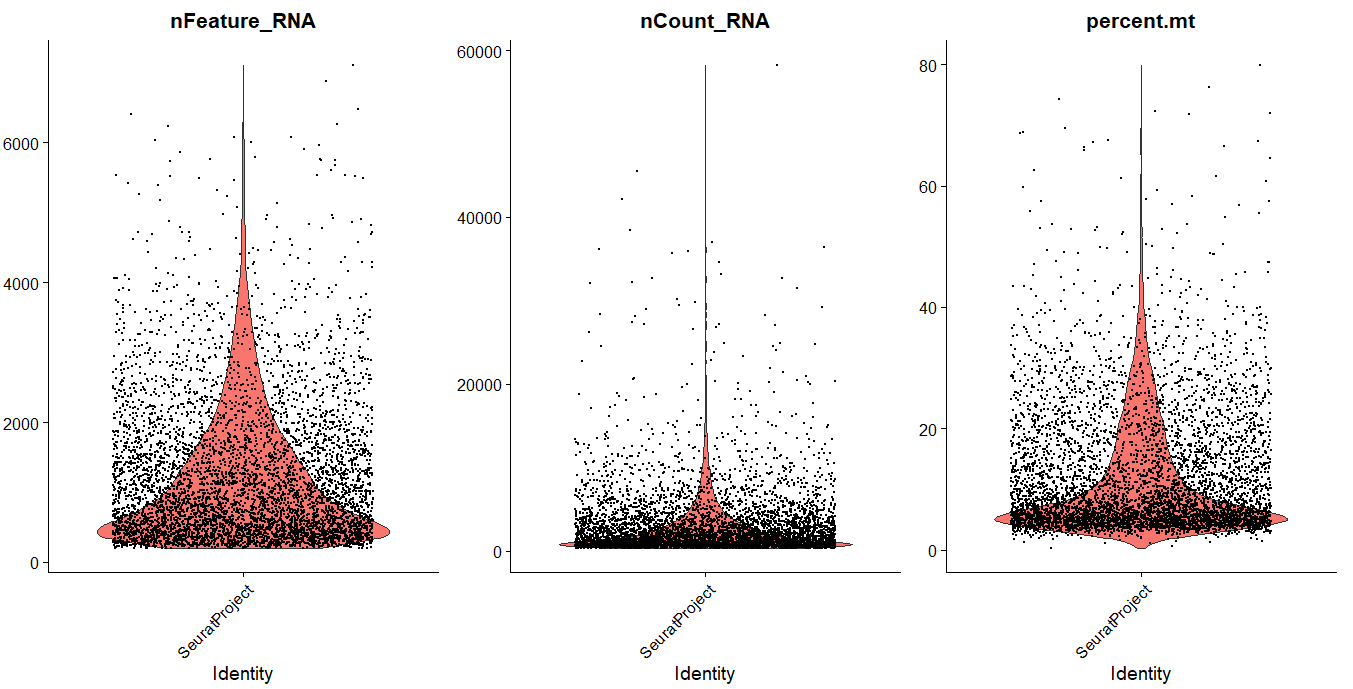 nFeature_RNA
6000
4000
2000
0
SeuratProject
Identity
nCount_RNA
60000
40000
20000
0
SeuratProject
Identity
percent.mt
80
60
40
20
0
SeuratProject
Identity